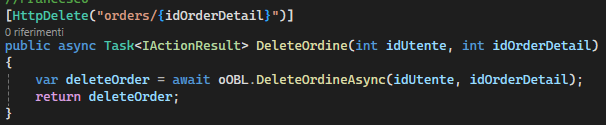 //Francesco
[HttpDelete("orders/{idOrderDetail}")]
0 riferimenti
public async Task<IActionResult> DeleteOrdine(int idUtente, int idOrderDetail)
{
var deleteOrder = await oOBL.DeleteOrdineAsync(idUtente, idOrderDetail);
return deleteOrder;
}